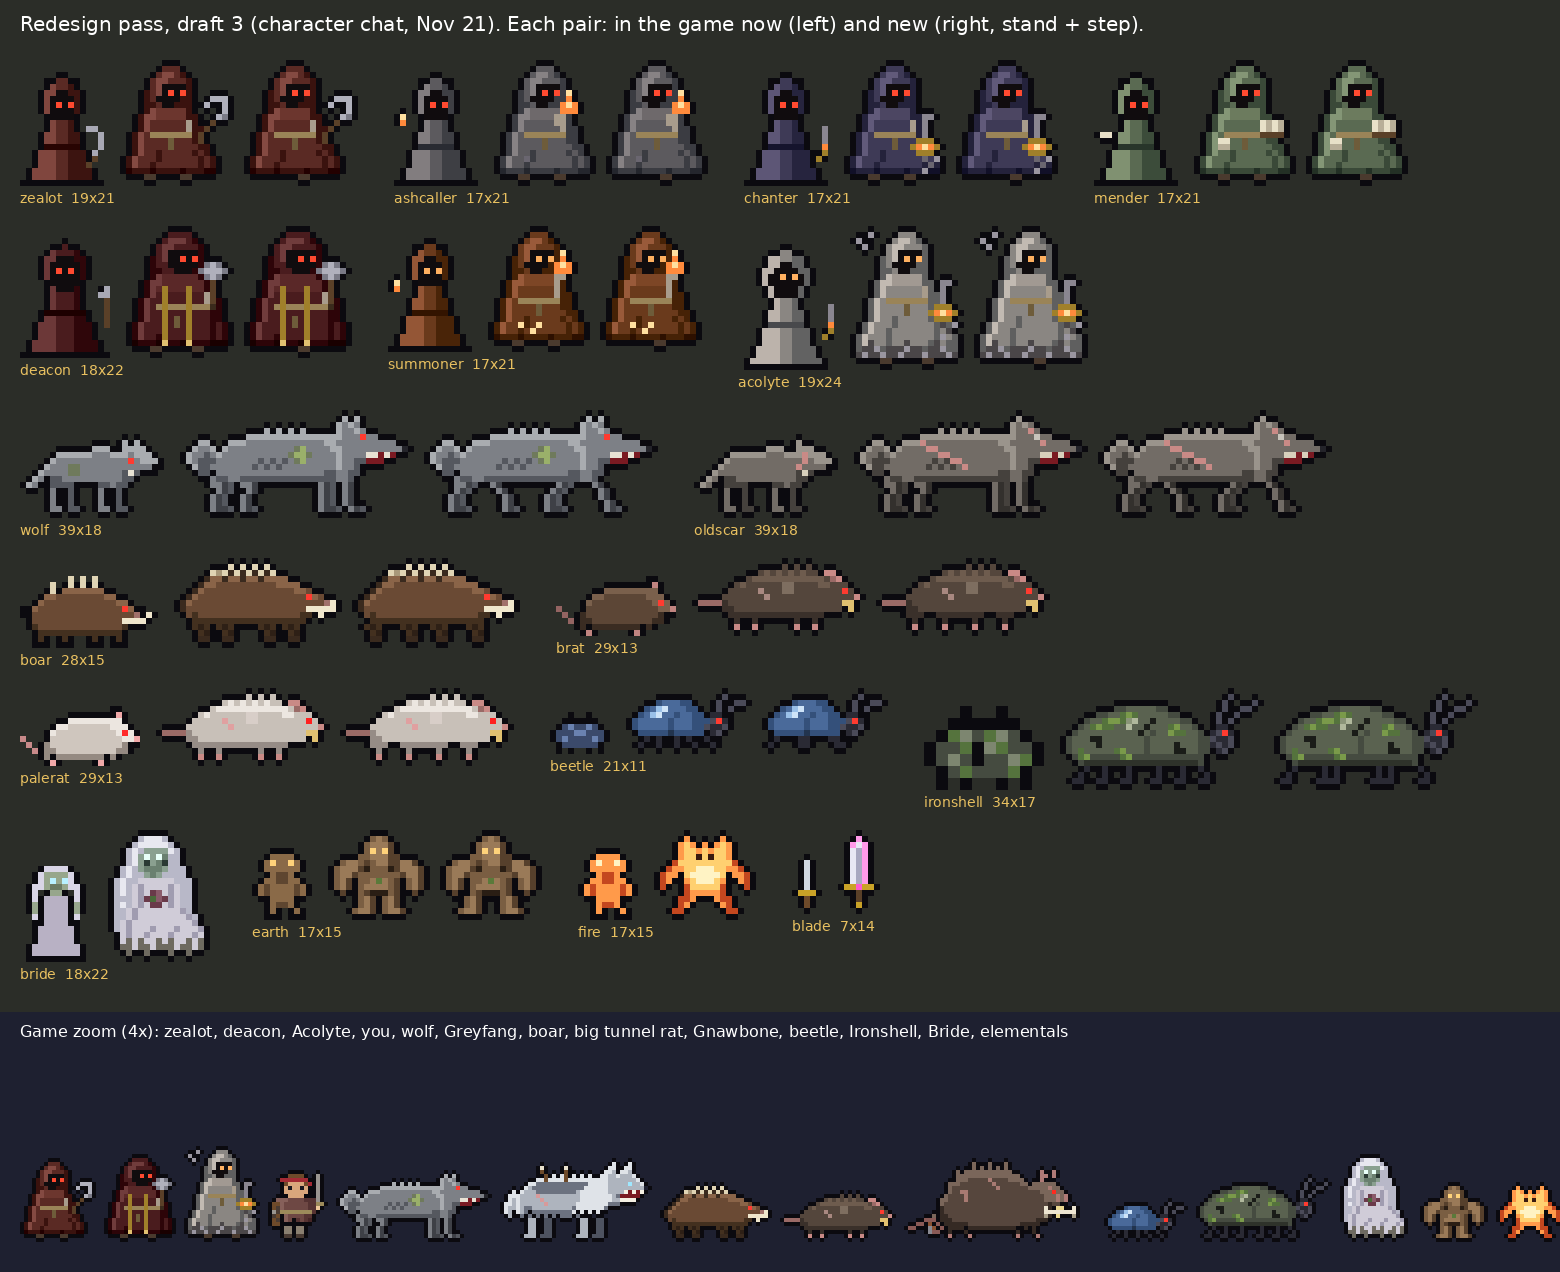 Redesign pass, draft 3 (character chat, Nov 21). Each pair: in the game now (left) and new (right, stand + step).
zealot 19x21
ashcaller 17x21
chanter 17x21
mender 17x21
deacon 18x22
summoner 17x21
acolyte 19x24
wolf 39x18
oldscar 39x18
boar 28x15
brat 29x13
palerat 29x13
beetle 21x11
ironshell 34x17
bride 18x22
earth 17x15
fire 17x15
blade 7x14
Game zoom (4x): zealot, deacon, Acolyte, you, wolf, Greyfang, boar, big tunnel rat, Gnawbone, beetle, Ironshell, Bride, elementals